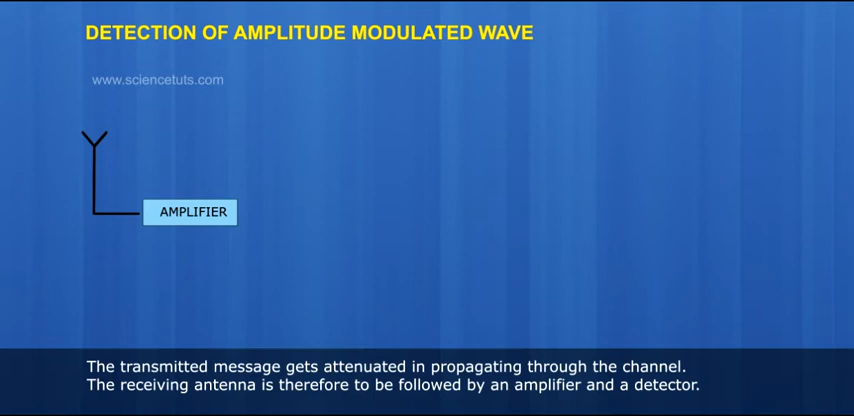 DETECTION OF AMPLITUDE MODULATED WAVE
www.sciencetuts.com
AMPLIFIER
The transmitted message gets attenuated in propagating through the channel.
The receiving antenna is therefore to be followed by an amplifier and a detector.